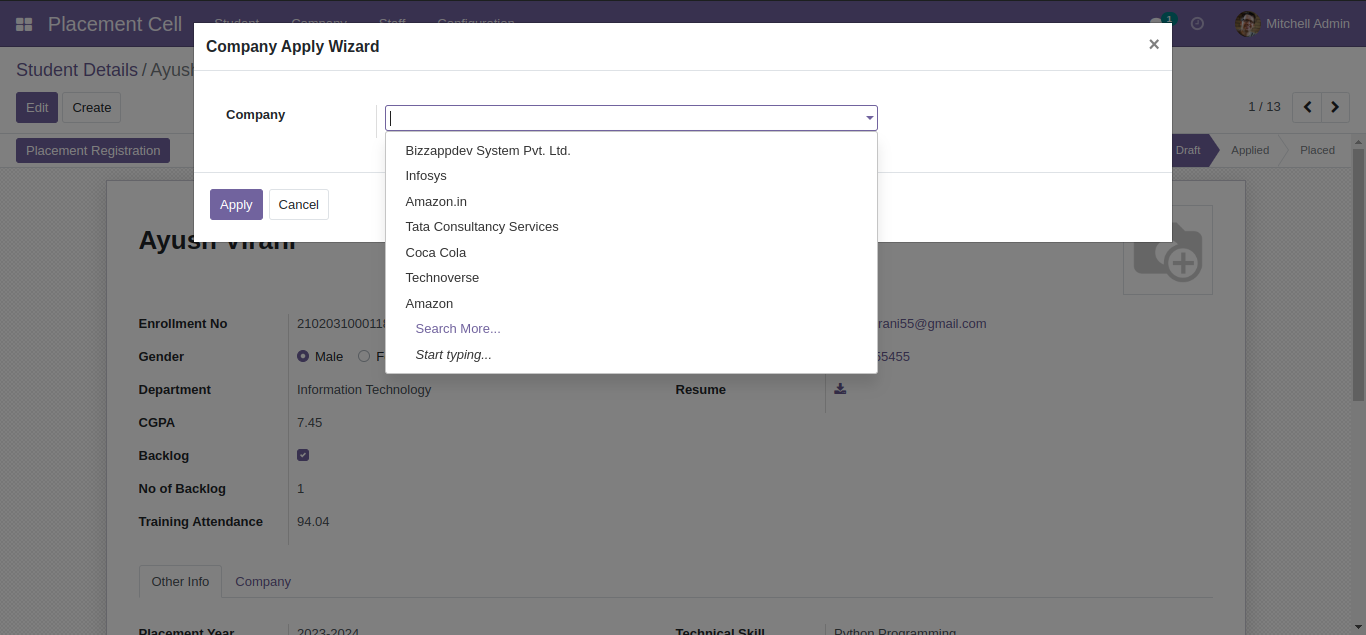 Placement Cell Student Company Staff Configuration 1 Mitchell Admin
Company Apply Wizard ×
Student Details / Ayush
Edit Create 1 / 13
Company
Placement Registration Draft Applied Placed
Bizzappdev System Pvt. Ltd.
Infosys
Amazon.in
Tata Consultancy Services
Coca Cola
Technoverse
Amazon
Search More...
Start typing...
Apply Cancel
Ayush Virani
Enrollment No 2102031000118 rani55@gmail.com
Gender Male F 55455
Department Information Technology Resume
CGPA 7.45
Backlog
No of Backlog 1
Training Attendance 94.04
Other Info Company
Placement Year 2023-2024 Technical Skill Python Programming